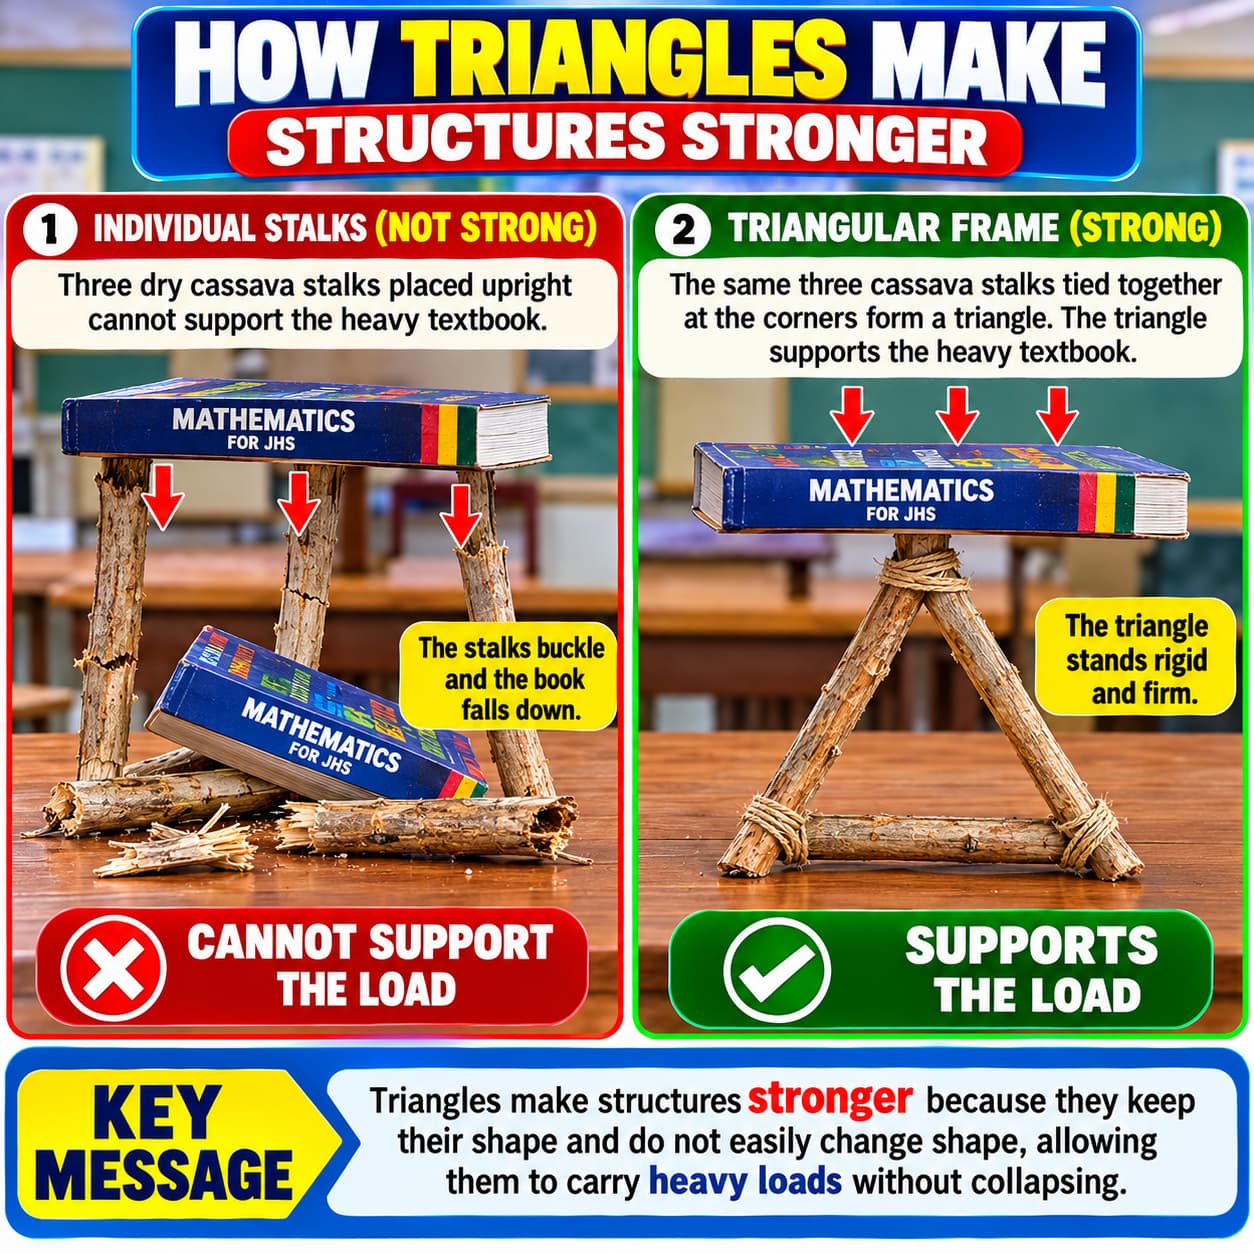 HOW TRIANGLES MAKE
STRUCTURES STRONGER
1 INDIVIDUAL STALKS (NOT STRONG)
Three dry cassava stalks placed upright
cannot support the heavy textbook.
MATHEMATICS
FOR JHS
The stalks buckle
and the book
falls down.
MATHEMATICS
FOR JHS
CANNOT SUPPORT
THE LOAD
2 TRIANGULAR FRAME (STRONG)
The same three cassava stalks tied together
at the corners form a triangle. The triangle
supports the heavy textbook.
MATHEMATICS
FOR JHS
The triangle
stands rigid
and firm.
SUPPORTS
THE LOAD
KEY
MESSAGE
Triangles make structures stronger because they keep
their shape and do not easily change shape, allowing
them to carry heavy loads without collapsing.